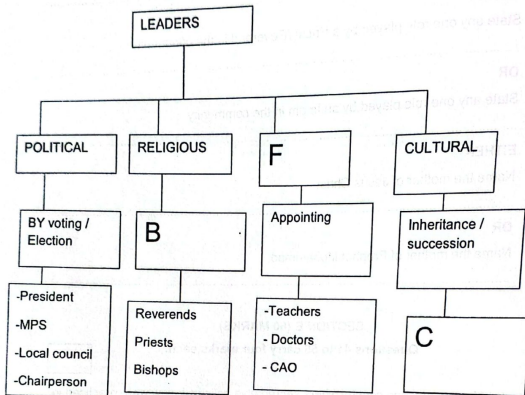 LEADERS
POLITICAL
RELIGIOUS
F
CULTURAL
BY voting /
Election
B
Appointing
Inheritance /
succession
-President
-MPS
-Local council
-Chairperson
Reverends
Priests
Bishops
-Teachers
- Doctors
- CAO
C